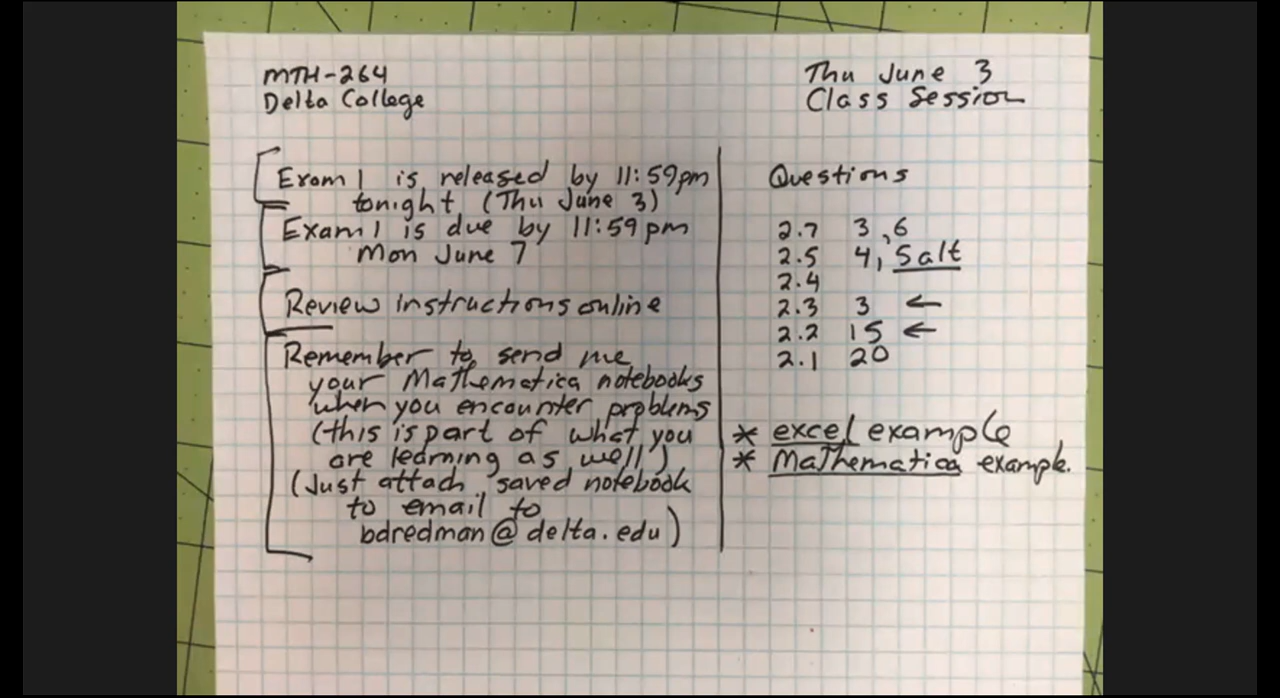 MTH-264
Delta College
Thu June 3
Class Session
Exam 1 is released by 11:59pm
tonight (Thu June 3)
Exam 1 is due by 11:59 pm
Mon June 7
Review instructions online
Remember to send me
your Mathematica notebooks
when you encounter problems
(this is part of what you
are learning as well)
(Just attach saved notebook
to email to
bdredman@delta.edu)
Questions
2.7 3, 6
2.5 4, Salt
2.4
2.3 3 ←
2.2 15 ←
2.1 20
* excel example
* Mathematica example.